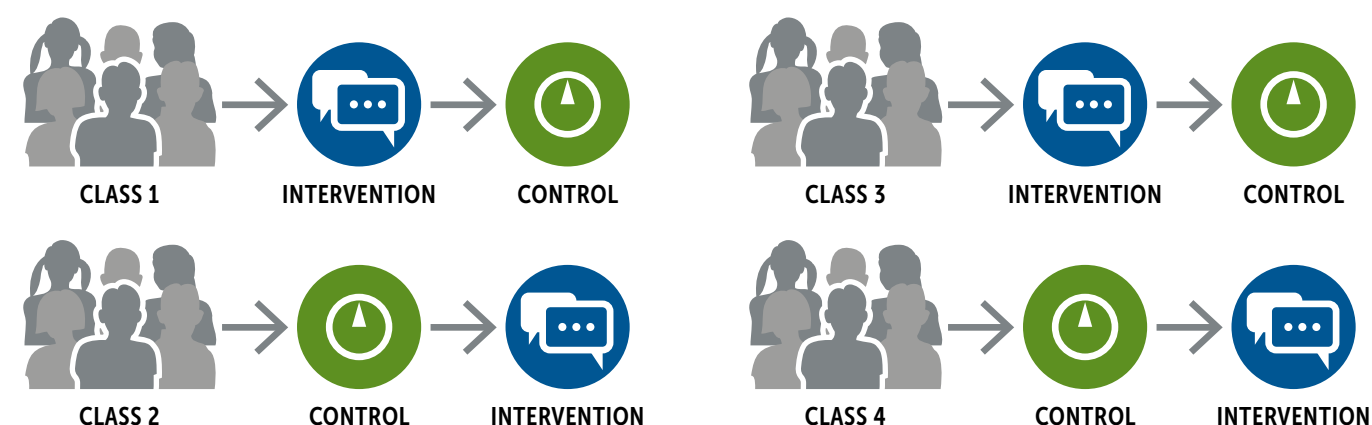 CLASS 1
INTERVENTION
CONTROL
CLASS 3
INTERVENTION
CONTROL
CLASS 2
CONTROL
INTERVENTION
CLASS 4
CONTROL
INTERVENTION